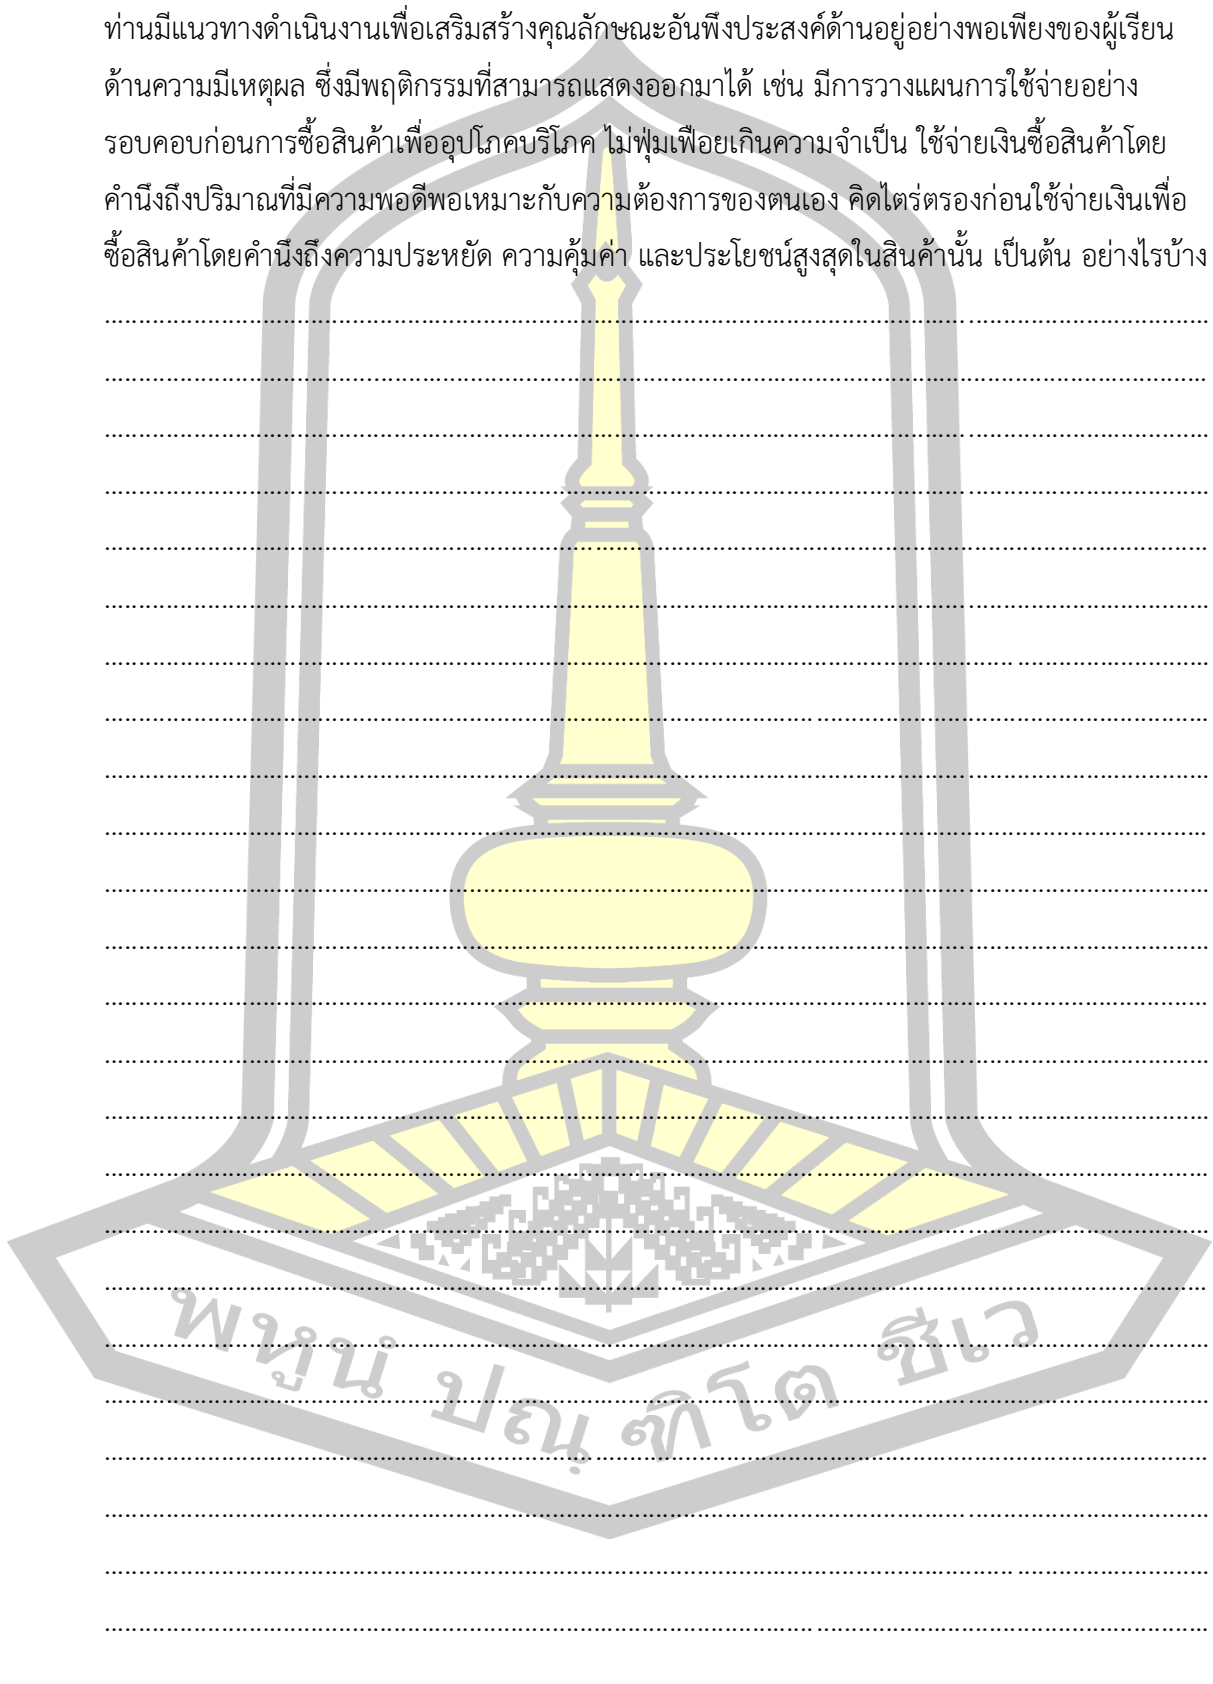 ท่านมีแนวทางดำเนินงานเพื่อเสริมสร้างคุณลักษณะอันพึงประสงค์ด้านอยู่อย่างพอเพียงของผู้เรียน
ด้านความมีเหตุผล ซึ่งมีพฤติกรรมที่สามารถแสดงออกมาได้ เช่น มีการวางแผนการใช้จ่ายอย่าง
รอบคอบก่อนการซื้อสินค้าเพื่ออุปโภคบริโภค ไม่ฟุ่มเฟือยเกินความจำเป็น ใช้จ่ายเงินซื้อสินค้าโดย
คำนึงถึงปริมาณที่มีความพอดีพอเหมาะกับความต้องการของตนเอง คิดไตร่ตรองก่อนใช้จ่ายเงินเพื่อ
ซื้อสินค้าโดยคำนึงถึงความประหยัด ความคุ้มค่า และประโยชน์สูงสุดในสินค้านั้น เป็นต้น อย่างไรบ้าง
พหูนํ ปณฺฑิโต ชีเว